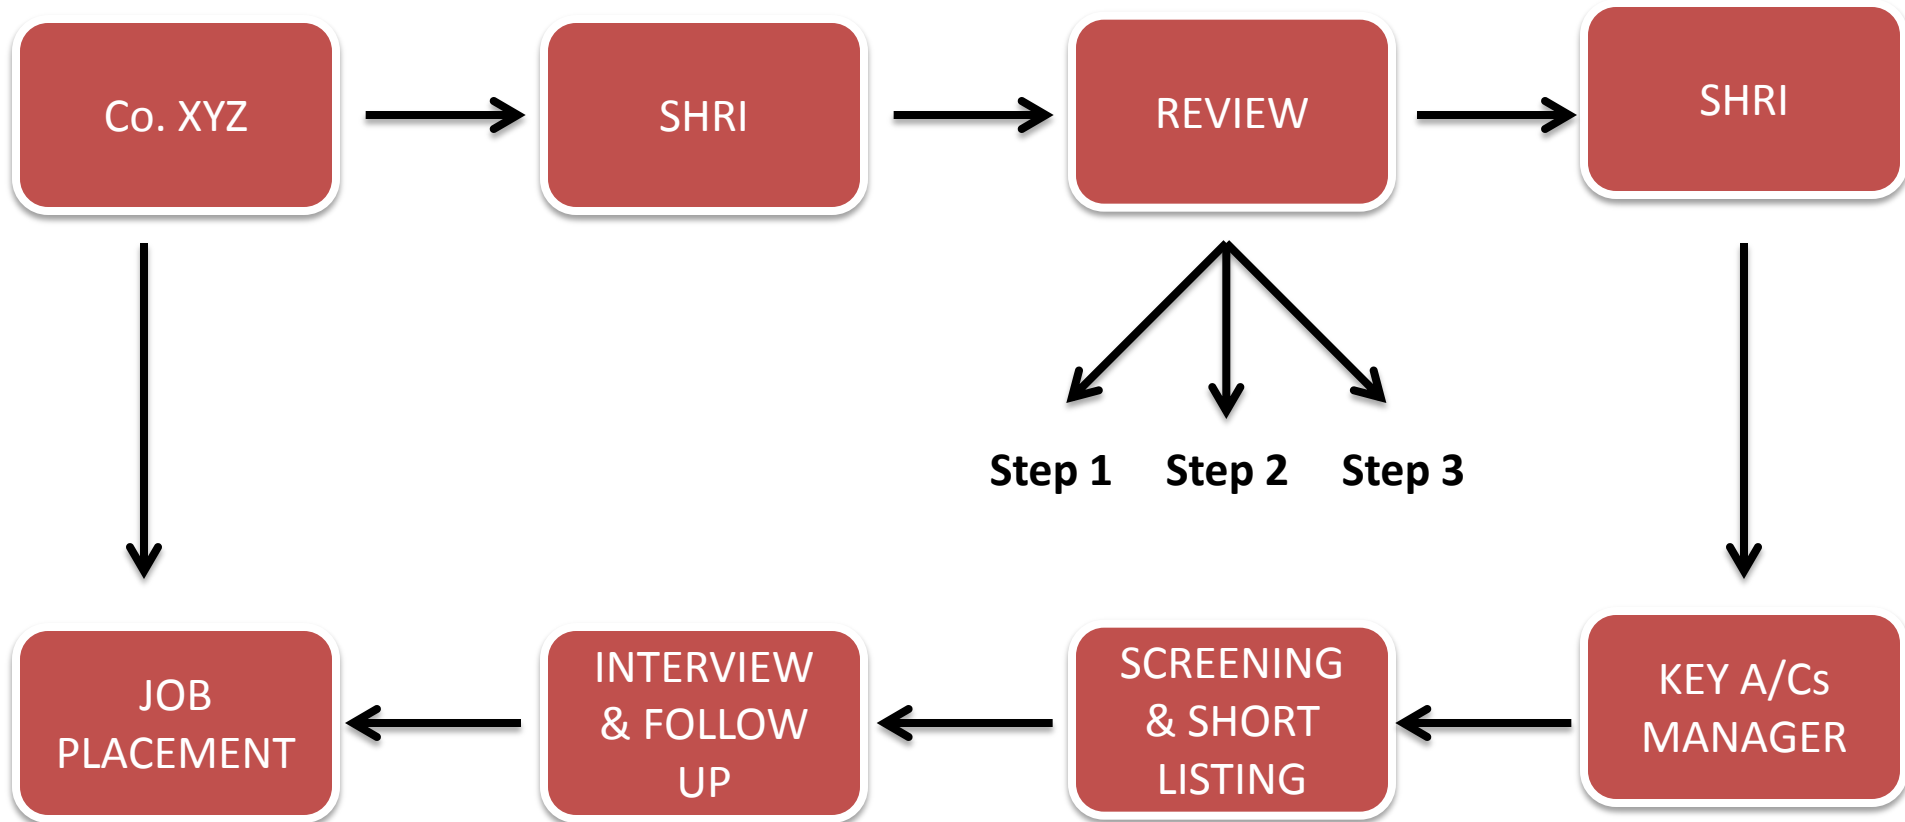 Co. XYZ
SHRI
REVIEW
SHRI
Step 1
Step 2
Step 3
JOB
PLACEMENT
INTERVIEW
& FOLLOW
UP
SCREENING
& SHORT
LISTING
KEY A/Cs
MANAGER